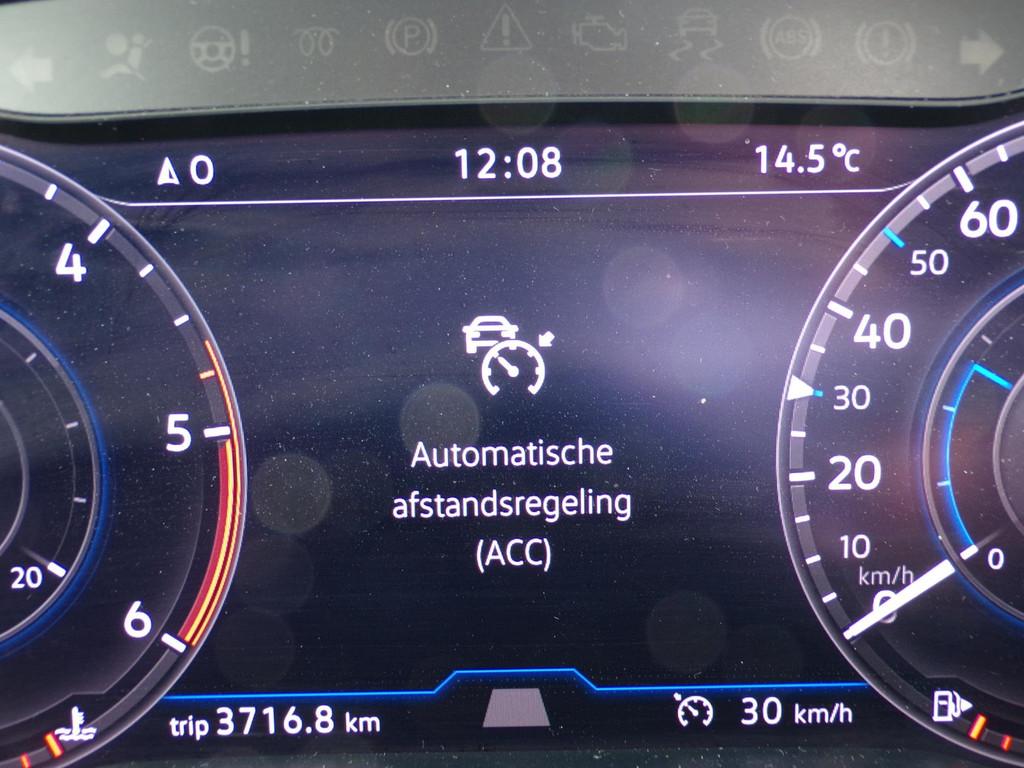 P
ABS
0
12:08
14.5°C
4
5
6
20
Automatische
afstandsregeling
(ACC)
60
50
40
30
20
10
km/h
0
0
trip 3716.8 km
30 km/h